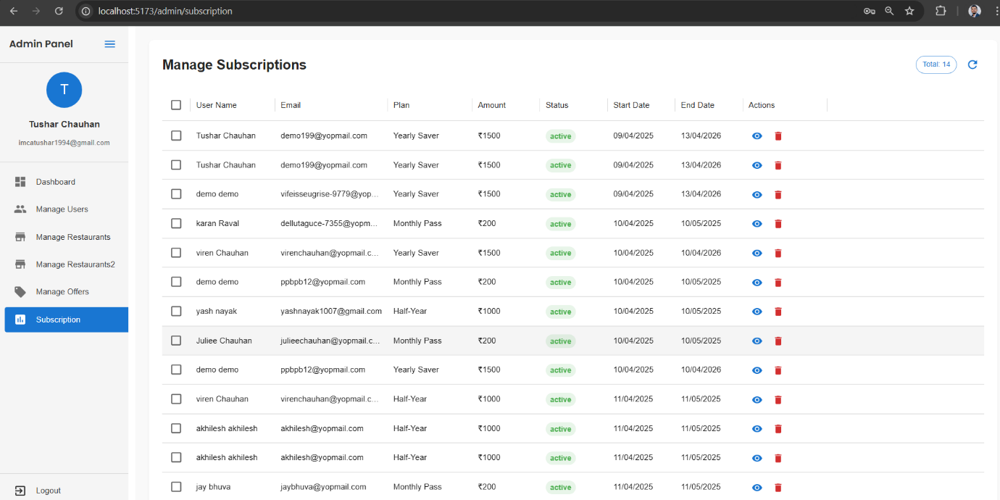 localhost:5173/admin/subscription
Admin Panel
T
Tushar Chauhan
imcatushar1994@gmail.com
Dashboard
Manage Users
Manage Restaurants
Manage Restaurants2
Manage Offers
Subscription
Logout
Manage Subscriptions
Total: 14
User Name Email Plan Amount Status Start Date End Date Actions
Tushar Chauhan demo199@yopmail.com Yearly Saver ₹1500 active 09/04/2025 13/04/2026
Tushar Chauhan demo199@yopmail.com Yearly Saver ₹1500 active 09/04/2025 13/04/2026
demo demo vifeisseugrise-9779@yop... Yearly Saver ₹1500 active 09/04/2025 13/04/2026
karan Raval dellutaguce-7355@yopm... Monthly Pass ₹200 active 10/04/2025 10/05/2025
viren Chauhan virenchauhan@yopmail.c... Yearly Saver ₹1500 active 10/04/2025 10/04/2026
demo demo ppbpb12@yopmail.com Monthly Pass ₹200 active 10/04/2025 10/05/2025
yash nayak yashnayak1007@gmail.com Half-Year ₹1000 active 10/04/2025 10/05/2025
Juliee Chauhan julieechauhan@yopmail.c... Monthly Pass ₹200 active 10/04/2025 10/05/2025
demo demo ppbpb12@yopmail.com Yearly Saver ₹1500 active 10/04/2025 10/04/2026
viren Chauhan virenchauhan@yopmail.c... Half-Year ₹1000 active 11/04/2025 11/05/2025
akhilesh akhilesh akhilesh@yopmail.com Half-Year ₹1000 active 11/04/2025 11/05/2025
akhilesh akhilesh akhilesh@yopmail.com Half-Year ₹1000 active 11/04/2025 11/05/2025
jay bhuva jaybhuva@yopmail.com Monthly Pass ₹200 active 11/04/2025 11/05/2025